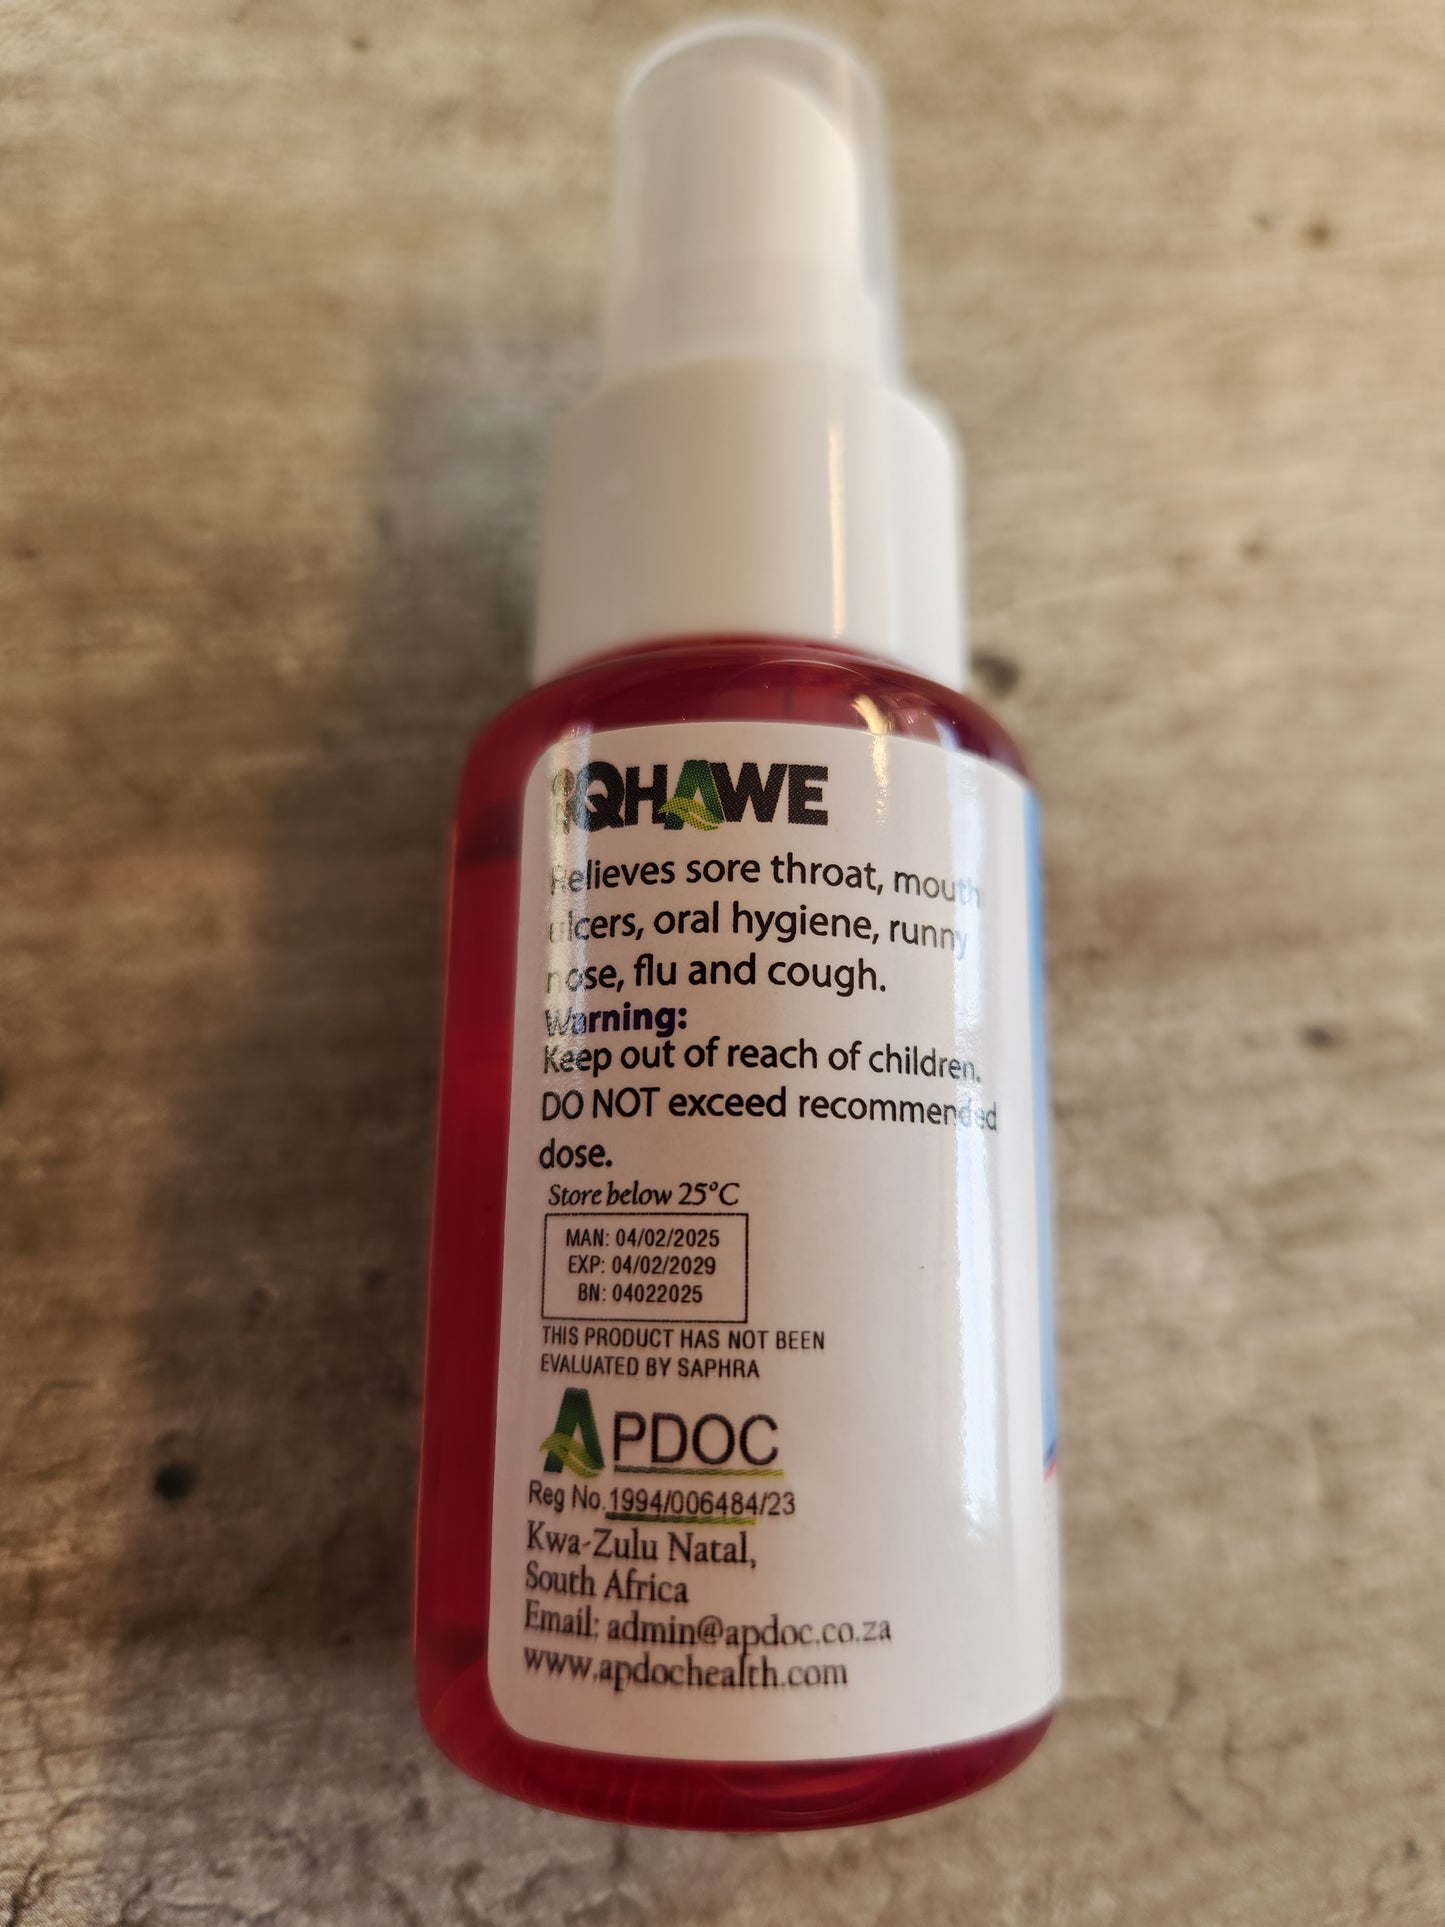 iQHAWE
Relieves sore throat, mouth
ulcers, oral hygiene, runny
nose, flu and cough.
Warning:
Keep out of reach of children.
DO NOT exceed recommended
dose.
Store below 25°C
MAN: 04/02/2025
EXP: 04/02/2029
BN: 04022025
THIS PRODUCT HAS NOT BEEN
EVALUATED BY SAPHRA
APDOC
Reg No.1994/006484/23
Kwa-Zulu Natal,
South Africa
Email: admin@apdoc.co.za
www.apdochealth.com